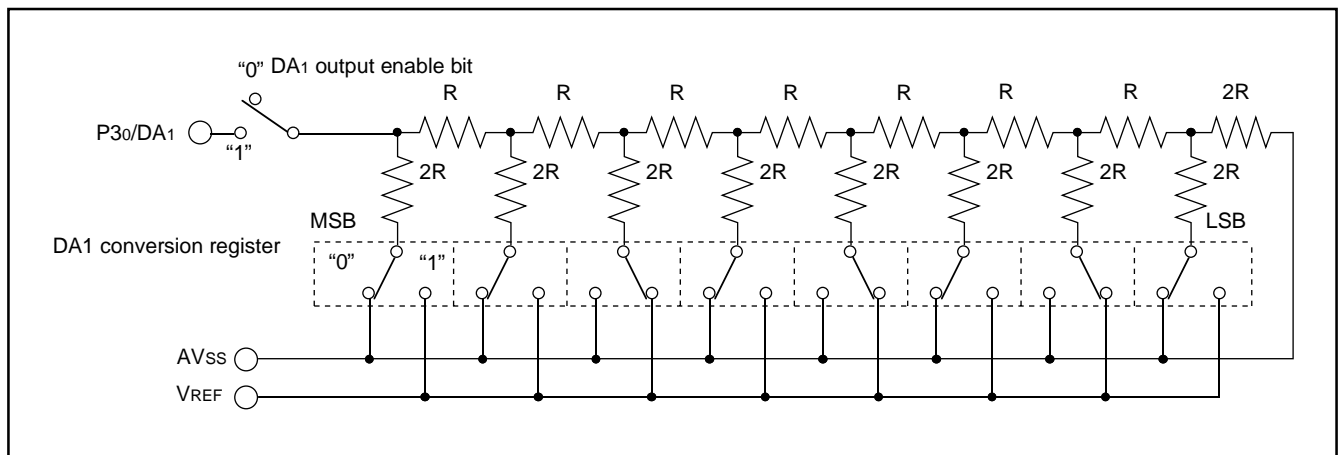 “0” DA1 output enable bit
R R R R R R R 2R
P30/DA1
“1”
2R 2R 2R 2R 2R 2R 2R 2R
MSB
LSB
DA1 conversion register
“0” “1”
AVSS
VREF